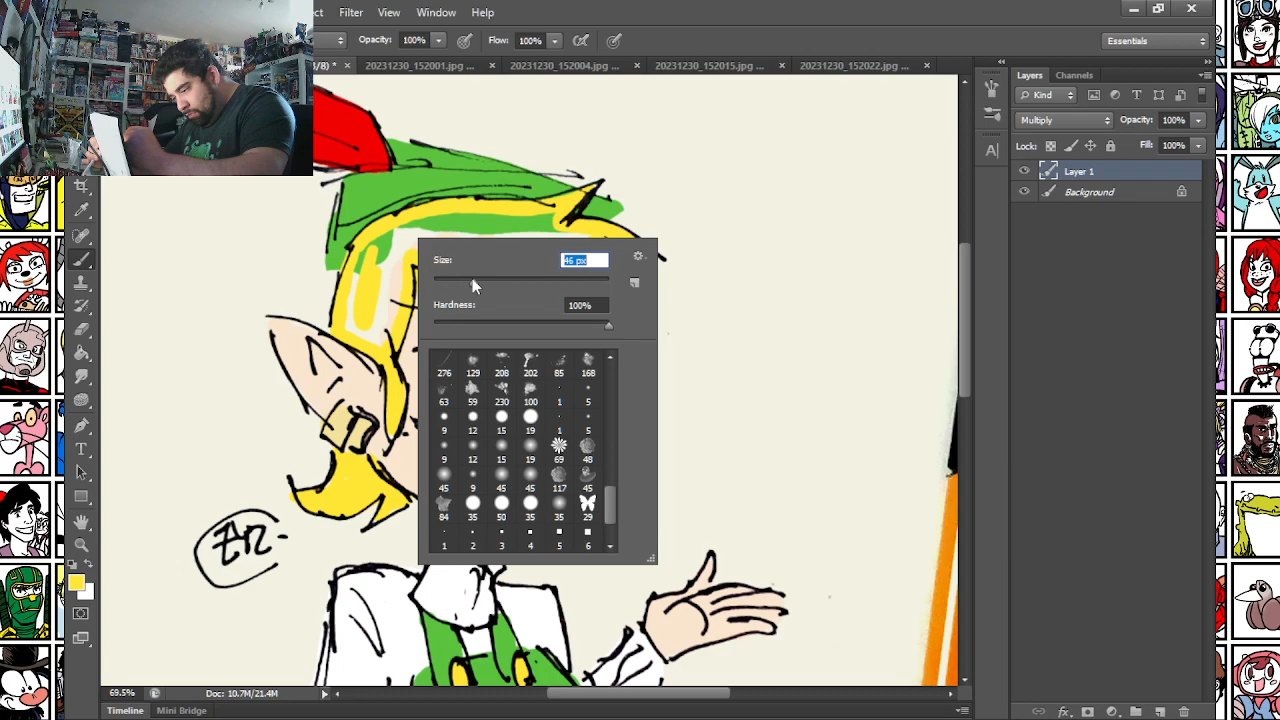 ect Filter View Window Help
Opacity: 100% Flow: 100% Essentials
/8) * × 20231230_152001.jpg ... × 20231230_152004.jpg ... × 20231230_152015.jpg ... × 20231230_152022.jpg ... ×
Layers Channels
Kind T
Multiply Opacity: 100%
Lock: Fill: 100%
Layer 1
Background
A
Size: 46 px
Hardness: 100%
276 129 208 202 85 168
63 59 230 100 1 5
9 12 15 19 1 5
9 12 15 19 69 48
45 9 45 45 117 45
84 35 50 35 35 29
1 2 3 4 5 6
T
69.5% Doc: 10.7M/21.4M
Timeline Mini Bridge
fx